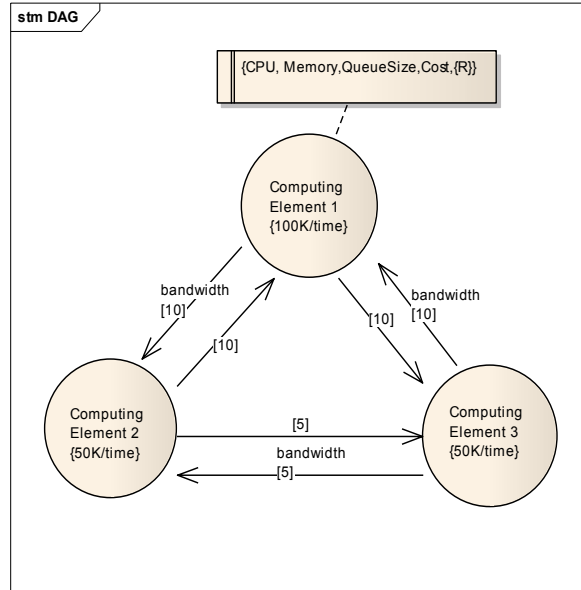 stm DAG
{CPU, Memory,QueueSize,Cost,{R}}
Computing
Element 1
{100K/time}
bandwidth
[10]
[10]
[10]
bandwidth
[10]
Computing
Element 2
{50K/time}
[5]
bandwidth
[5]
Computing
Element 3
{50K/time}